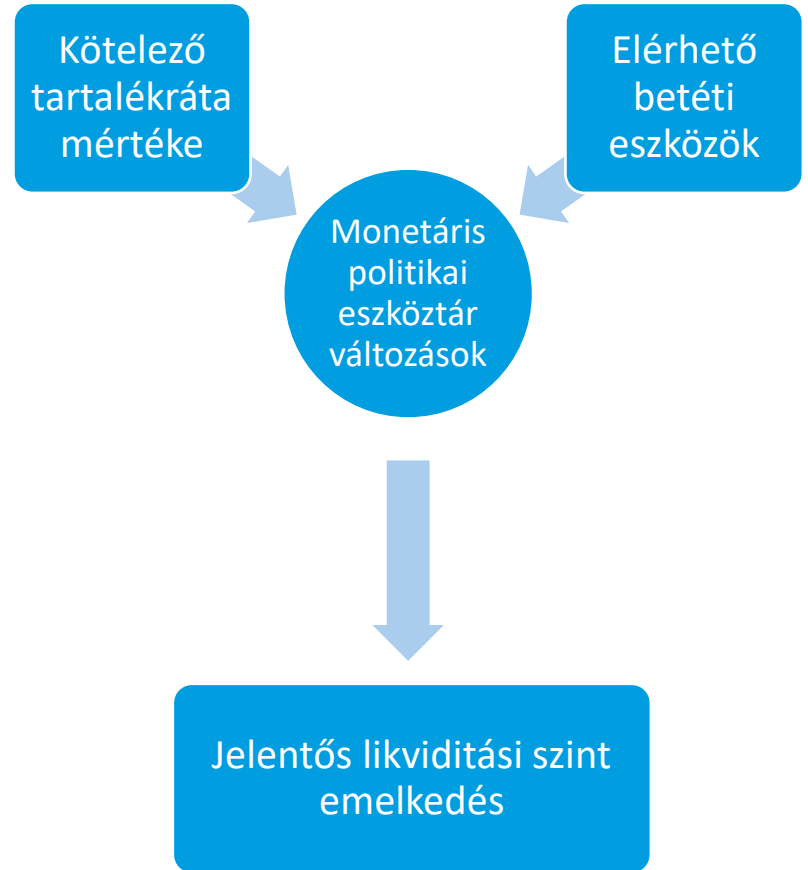 Kötelező
tartalékráta
mértéke
Elérhető
betéti
eszközök
Monetáris
politikai
eszköztár
változások
Jelentős likviditási szint
emelkedés